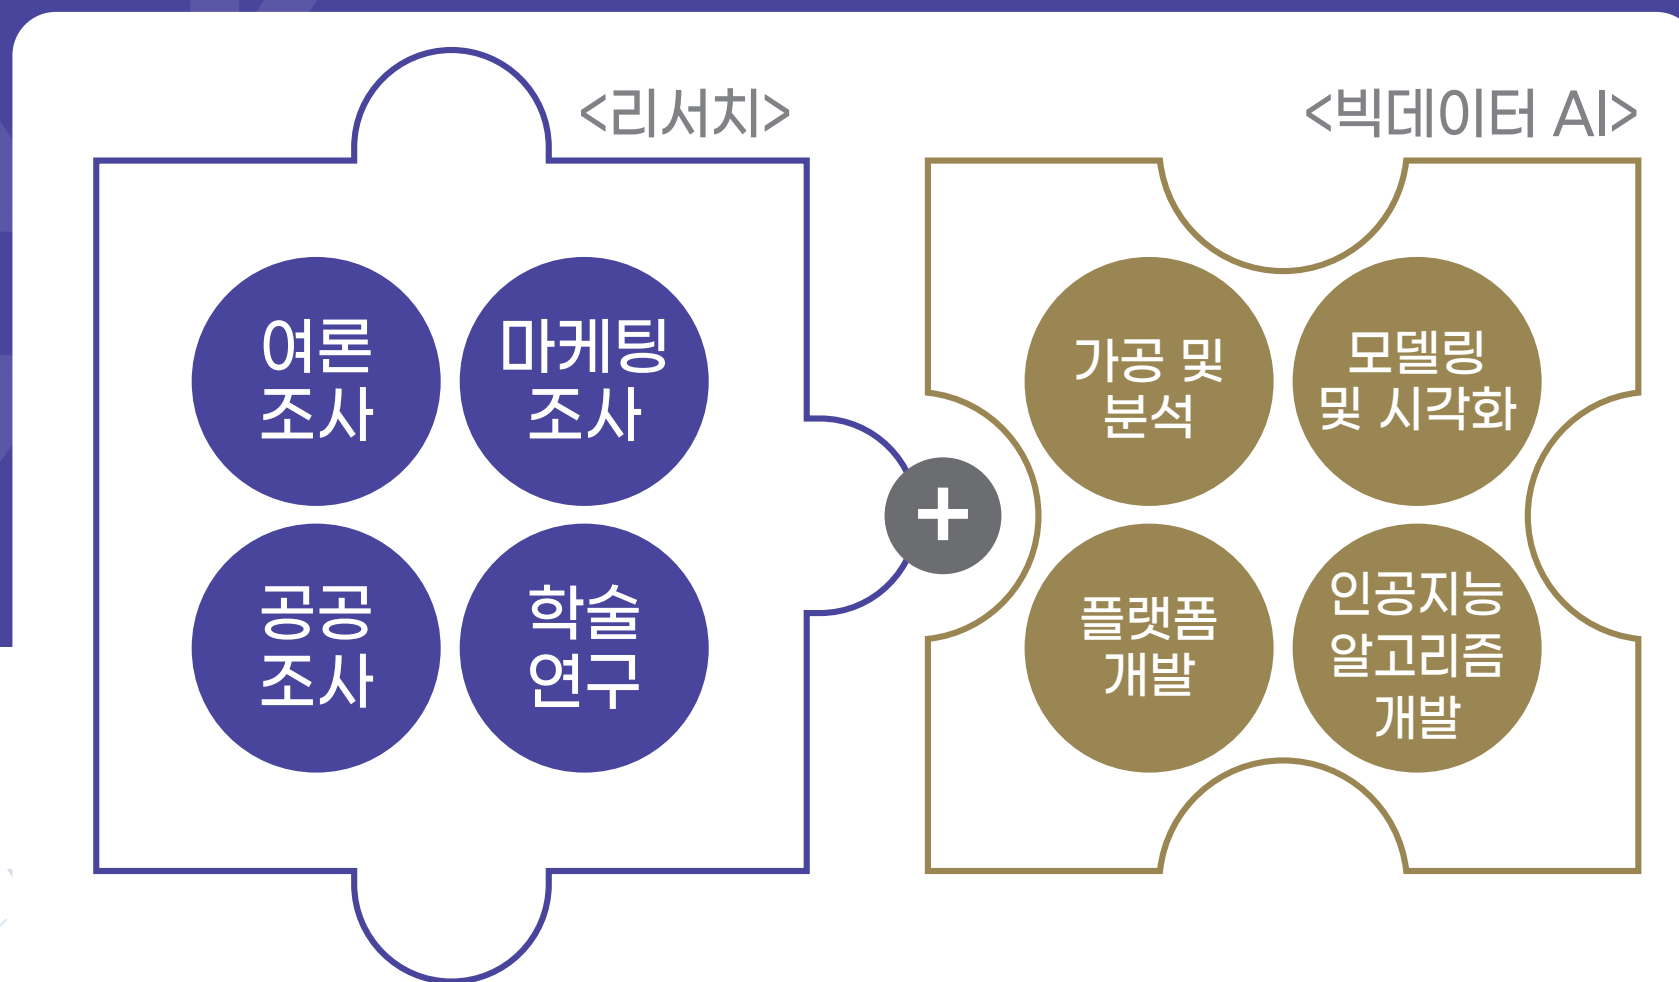 <리서치>
여론
조사
마케팅
조사
공공
조사
학술
연구
+
<빅데이터 AI>
가공 및
분석
모델링
및 시각화
플랫폼
개발
인공지능
알고리즘
개발